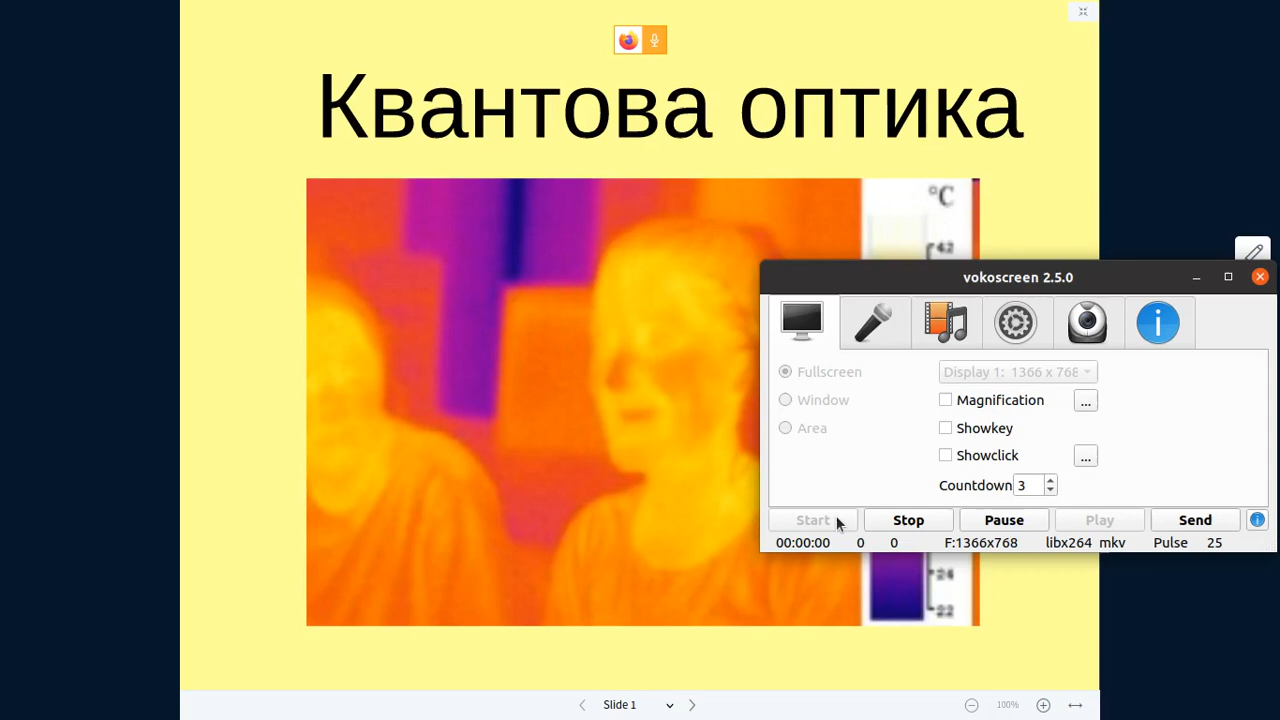 Квантова оптика
°C
42
vokoscreen 2.5.0
Fullscreen
Display 1: 1366 x 768
Window
Magnification
...
Area
Showkey
Showclick
...
Countdown 3
Start
Stop
Pause
Play
Send
00:00:00
0
0
F:1366x768
libx264
mkv
Pulse
25
24
22
Slide 1
100%